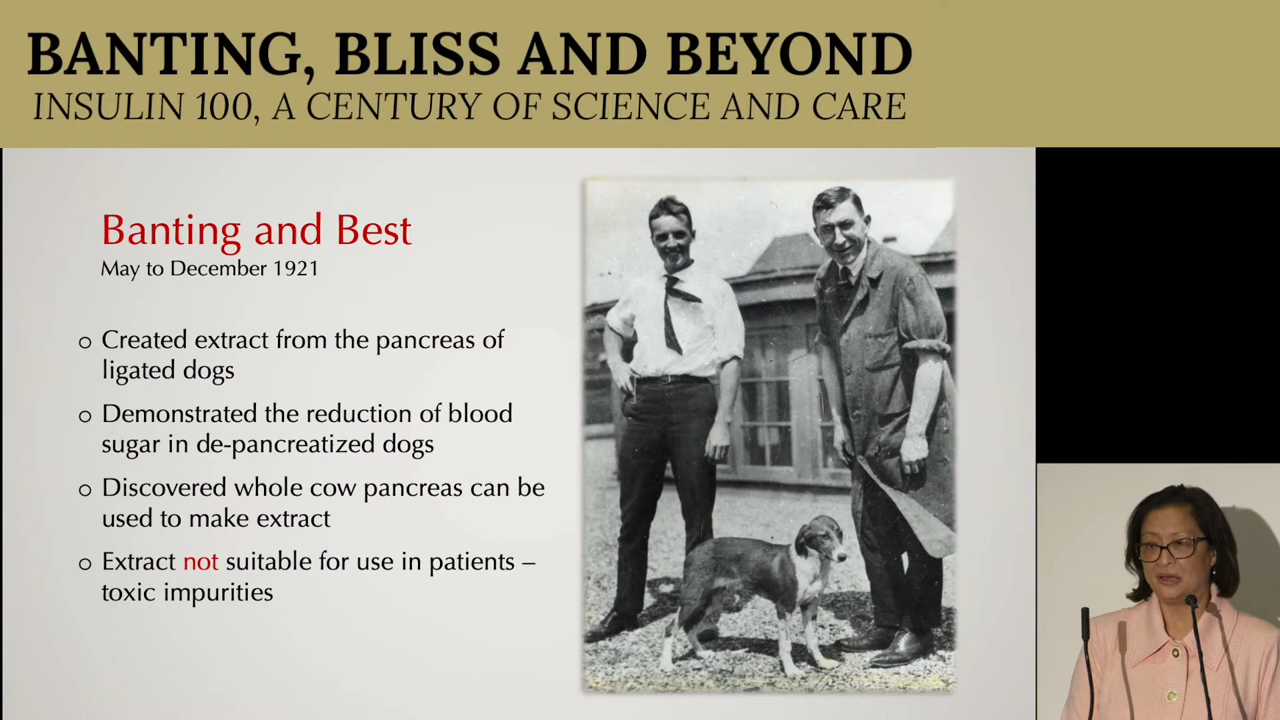 BANTING, BLISS AND BEYOND
INSULIN 100, A CENTURY OF SCIENCE AND CARE
Banting and Best
May to December 1921
o Created extract from the pancreas of
ligated dogs
o Demonstrated the reduction of blood
sugar in de-pancreatized dogs
o Discovered whole cow pancreas can be
used to make extract
o Extract not suitable for use in patients –
toxic impurities